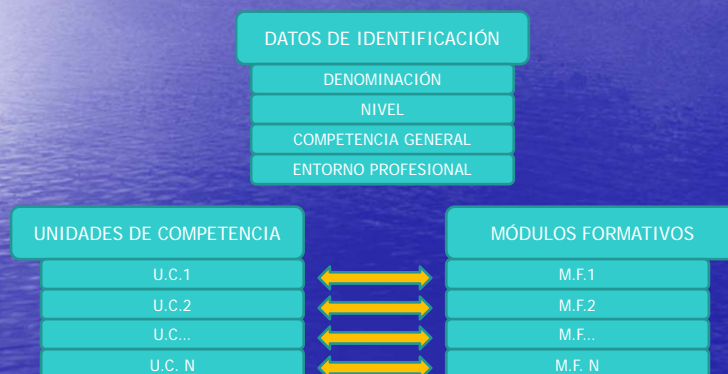 DATOS DE IDENTIFICACIÓN
DENOMINACIÓN
NIVEL
COMPETENCIA GENERAL
ENTORNO PROFESIONAL
UNIDADES DE COMPETENCIA
U.C.1
U.C.2
U.C...
U.C. N
MÓDULOS FORMATIVOS
M.F.1
M.F.2
M.F...
M.F. N